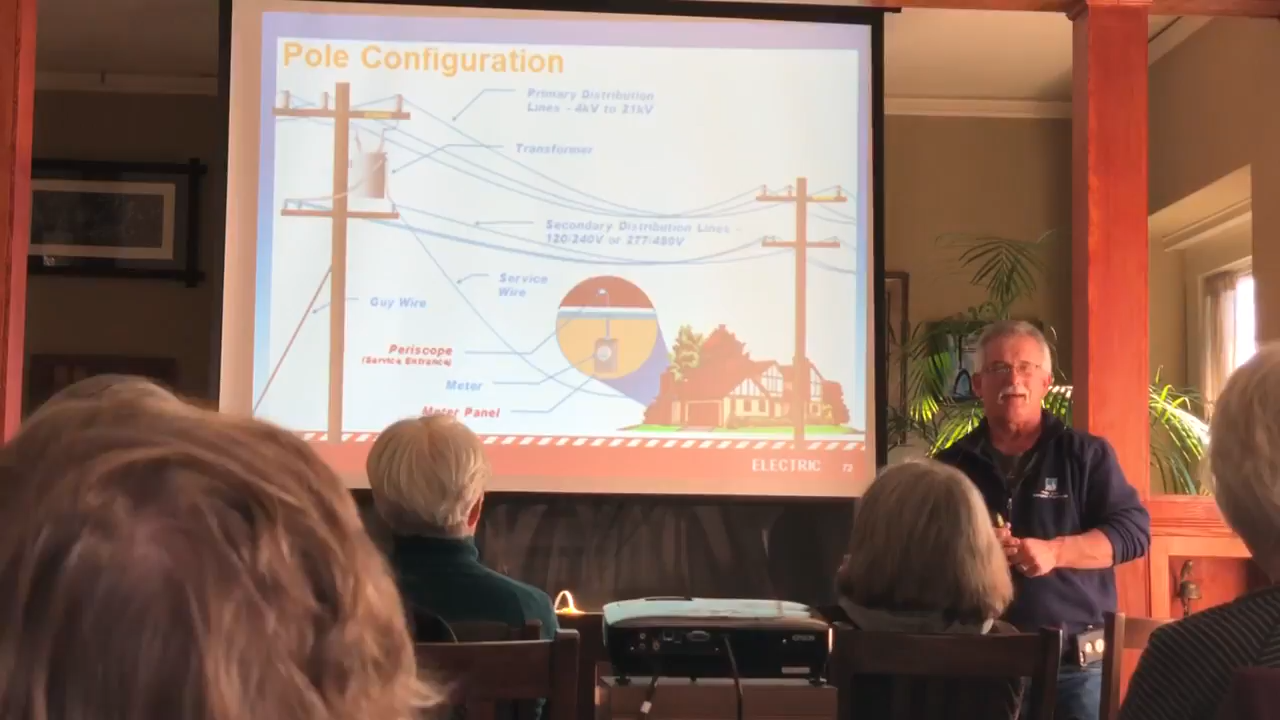 Pole Configuration
Primary Distribution
Lines - 4kV to 21kV
Transformer
Secondary Distribution Lines -
120/240V or 277/480V
Service
Wire
Guy Wire
Periscope
(Service Entrance)
Meter
Meter Panel
ELECTRIC 72
EPSON